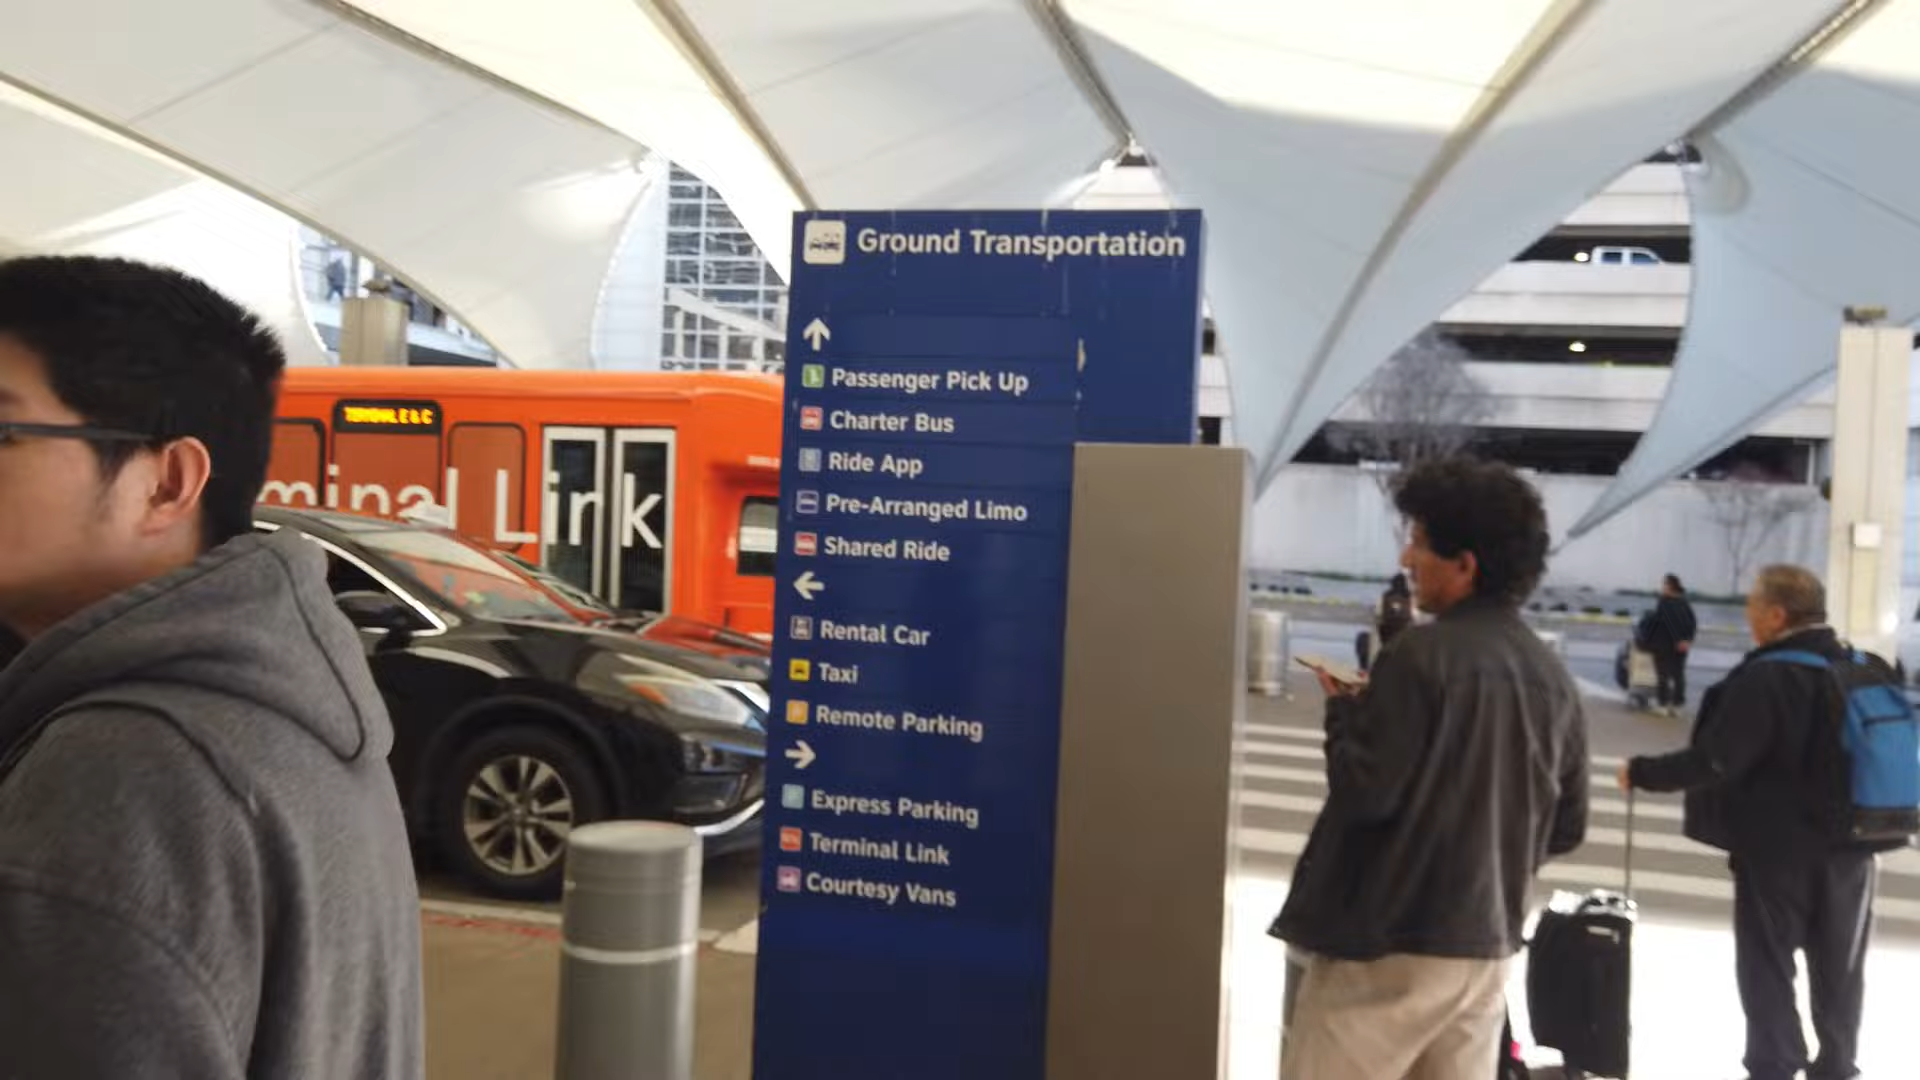 Ground Transportation
Passenger Pick Up
Charter Bus
Ride App
Pre-Arranged Limo
Shared Ride
Rental Car
Taxi
Remote Parking
Express Parking
Terminal Link
Courtesy Vans
TERMINAL E & C
minal Link